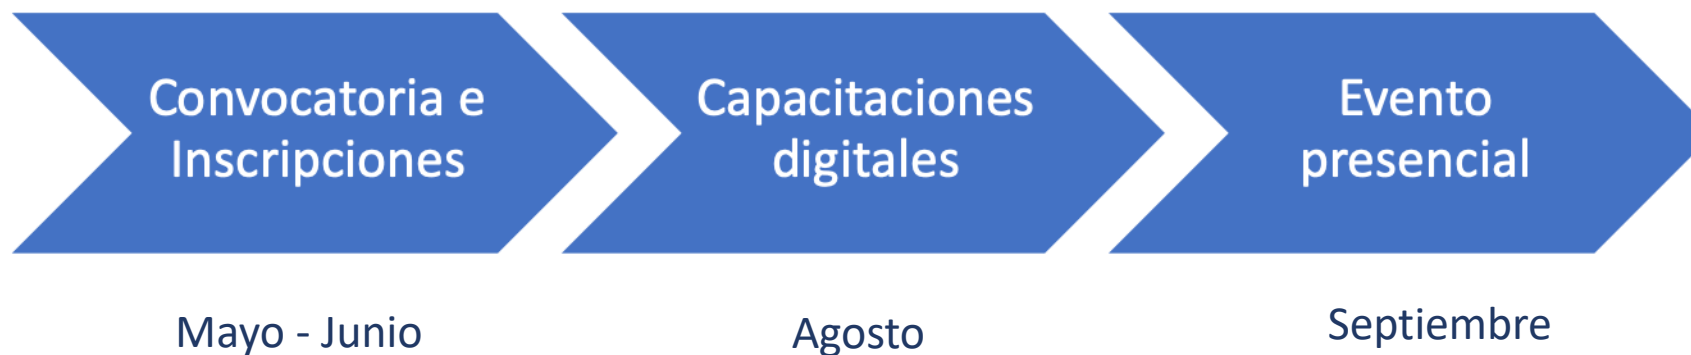 Convocatoria e
Inscripciones
Capacitaciones
digitales
Evento
presencial
Mayo - Junio
Agosto
Septiembre